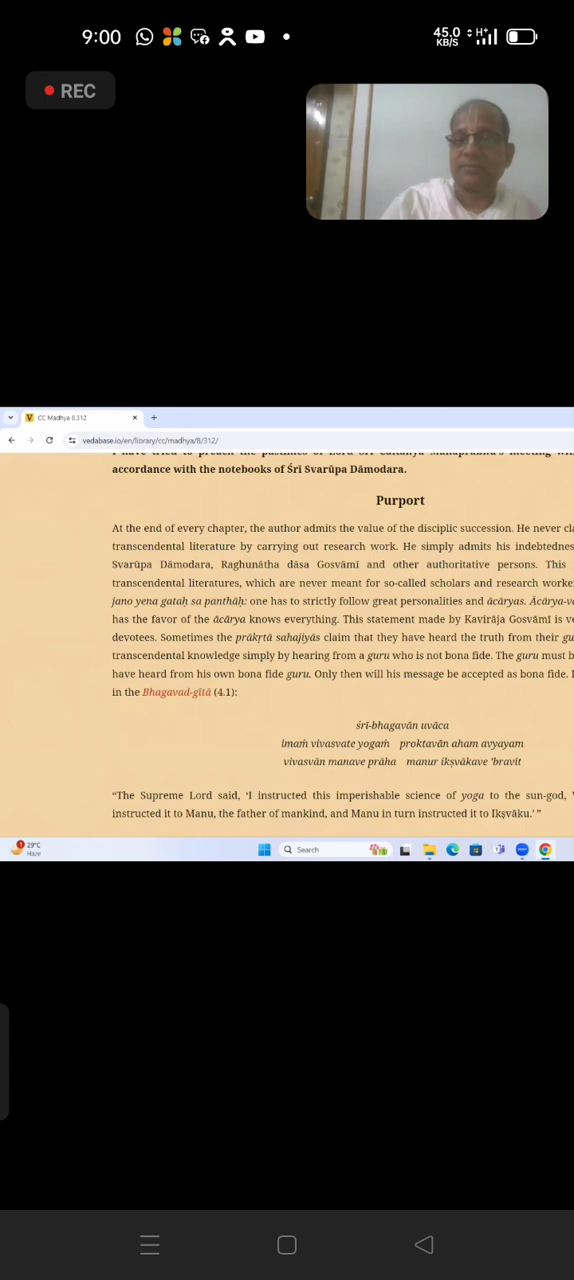 9:00
45.0
KB/S
H+
REC
CC Madhya 8.312
vedabase.io/en/library/cc/madhya/8/312/
accordance with the notebooks of Śrī Svarūpa Dāmodara.
Purport
At the end of every chapter, the author admits the value of the disciplic succession. He never
transcendental literature by carrying out research work. He simply admits his
Svarūpa Dāmodara, Raghunātha dāsa Gosvāmī and other authoritative persons. This
transcendental literatures, which are never meant for so-called scholars and research
jano yena gataḥ sa panthāḥ: one has to strictly follow great personalities and ācāryas.
has the favor of the ācārya knows everything. This statement made by Kavirāja Gosvāmī is
devotees. Sometimes the prākṛta sahajiyās claim that they have heard the truth from their
transcendental knowledge simply by hearing from a guru who is not bona fide. The guru must
have heard from his own bona fide guru. Only then will his message be accepted as bona fide.
in the Bhagavad-gītā (4.1):
śrī-bhagavān uvāca
imaṁ vivasvate yogaṁ proktavān aham avyayam
vivasvān manave prāha manur ikṣvākave 'bravīt
“The Supreme Lord said, ‘I instructed this imperishable science of yoga to the sun-god,
instructed it to Manu, the father of mankind, and Manu in turn instructed it to Ikṣvāku.’ ”
29°C
Haze
Search